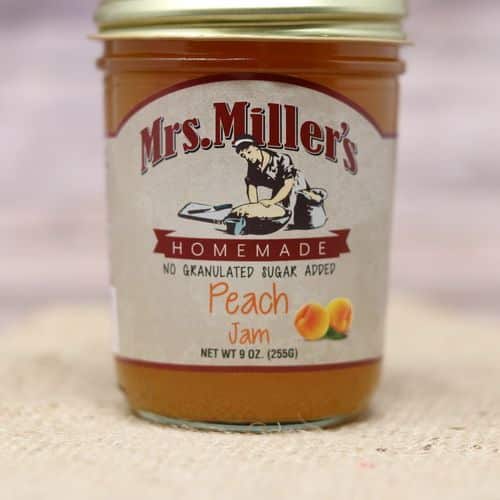 Mrs. Miller's
HOMEMADE
NO GRANULATED SUGAR ADDED
Peach
Jam
NET WT 9 OZ. (255G)